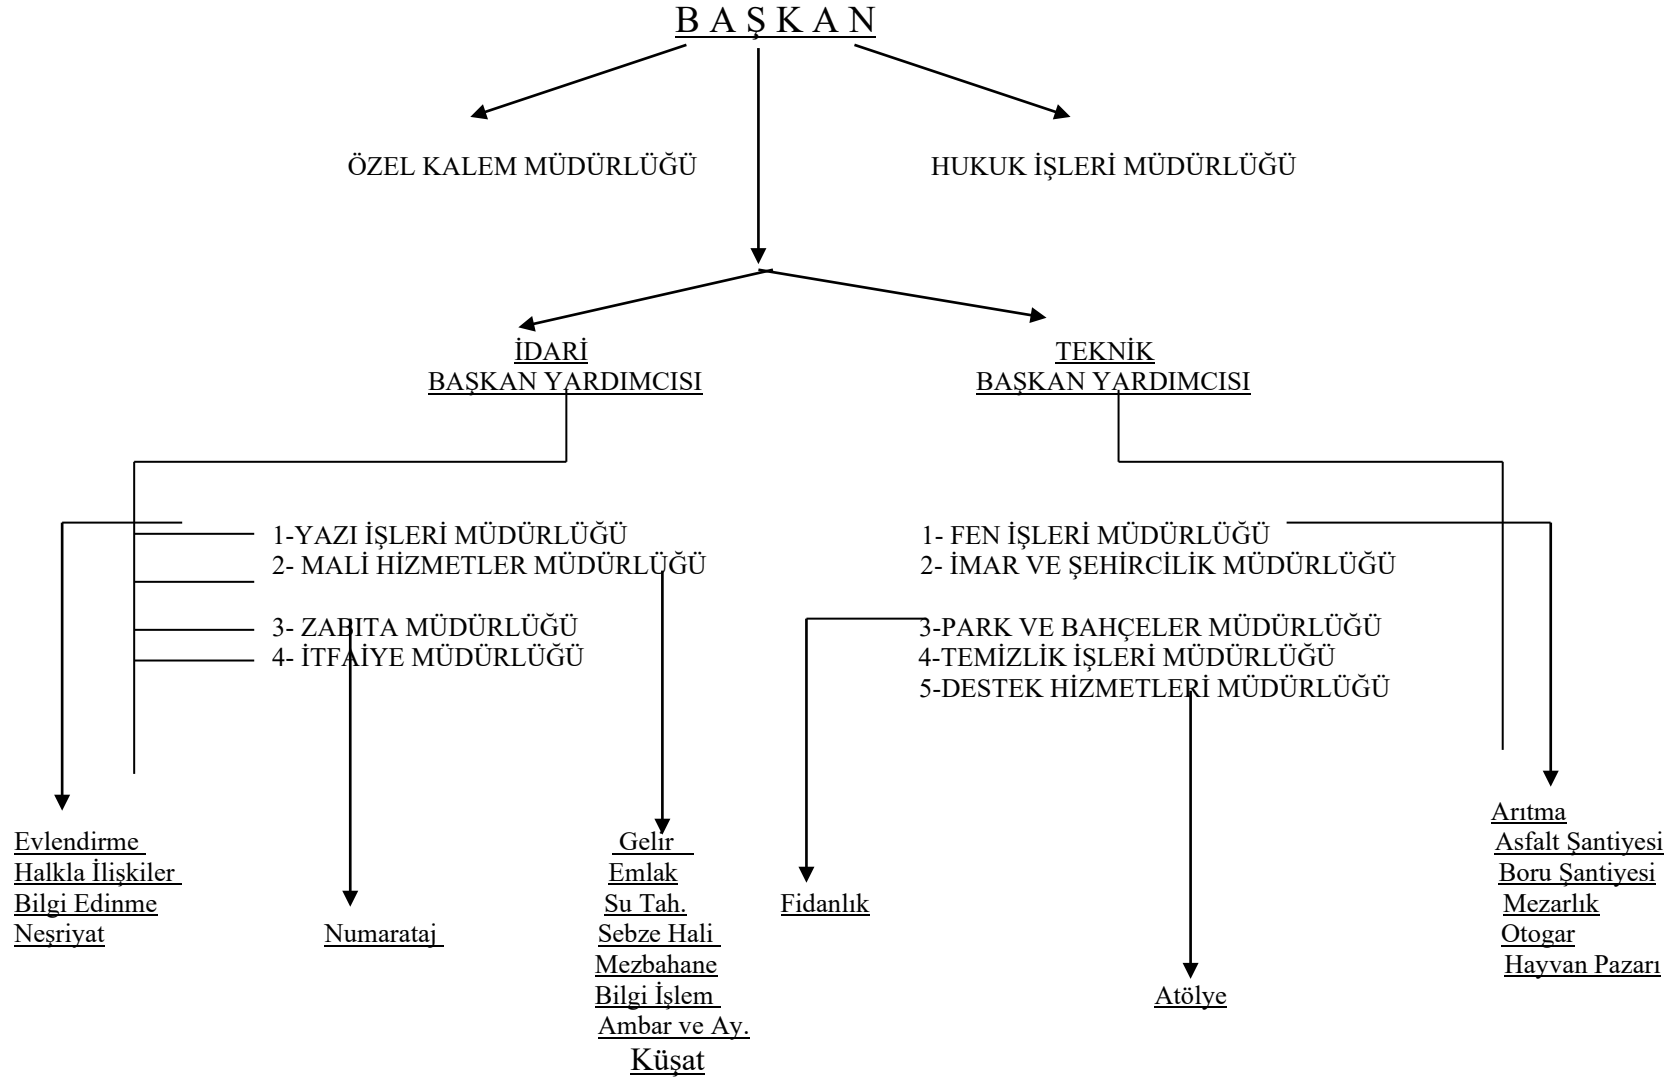 B A Ş K A N
ÖZEL KALEM MÜDÜRLÜĞÜ
HUKUK İŞLERİ MÜDÜRLÜĞÜ
İDARİ
BAŞKAN YARDIMCISI
TEKNİK
BAŞKAN YARDIMCISI
1-YAZI İŞLERİ MÜDÜRLÜĞÜ
2- MALİ HİZMETLER MÜDÜRLÜĞÜ
3- ZABITA MÜDÜRLÜĞÜ
4- İTFAİYE MÜDÜRLÜĞÜ
1- FEN İŞLERİ MÜDÜRLÜĞÜ
2- İMAR VE ŞEHİRCİLİK MÜDÜRLÜĞÜ
3-PARK VE BAHÇELER MÜDÜRLÜĞÜ
4-TEMİZLİK İŞLERİ MÜDÜRLÜĞÜ
5-DESTEK HİZMETLERİ MÜDÜRLÜĞÜ
Evlendirme
Halkla İlişkiler
Bilgi Edinme
Neşriyat
Numarataj
Gelir
Emlak
Su Tah.
Sebze Hali
Mezbahane
Bilgi İşlem
Ambar ve Ay.
Küşat
Fidanlık
Atölye
Arıtma
Asfalt Şantiyesi
Boru Şantiyesi
Mezarlık
Otogar
Hayvan Pazarı